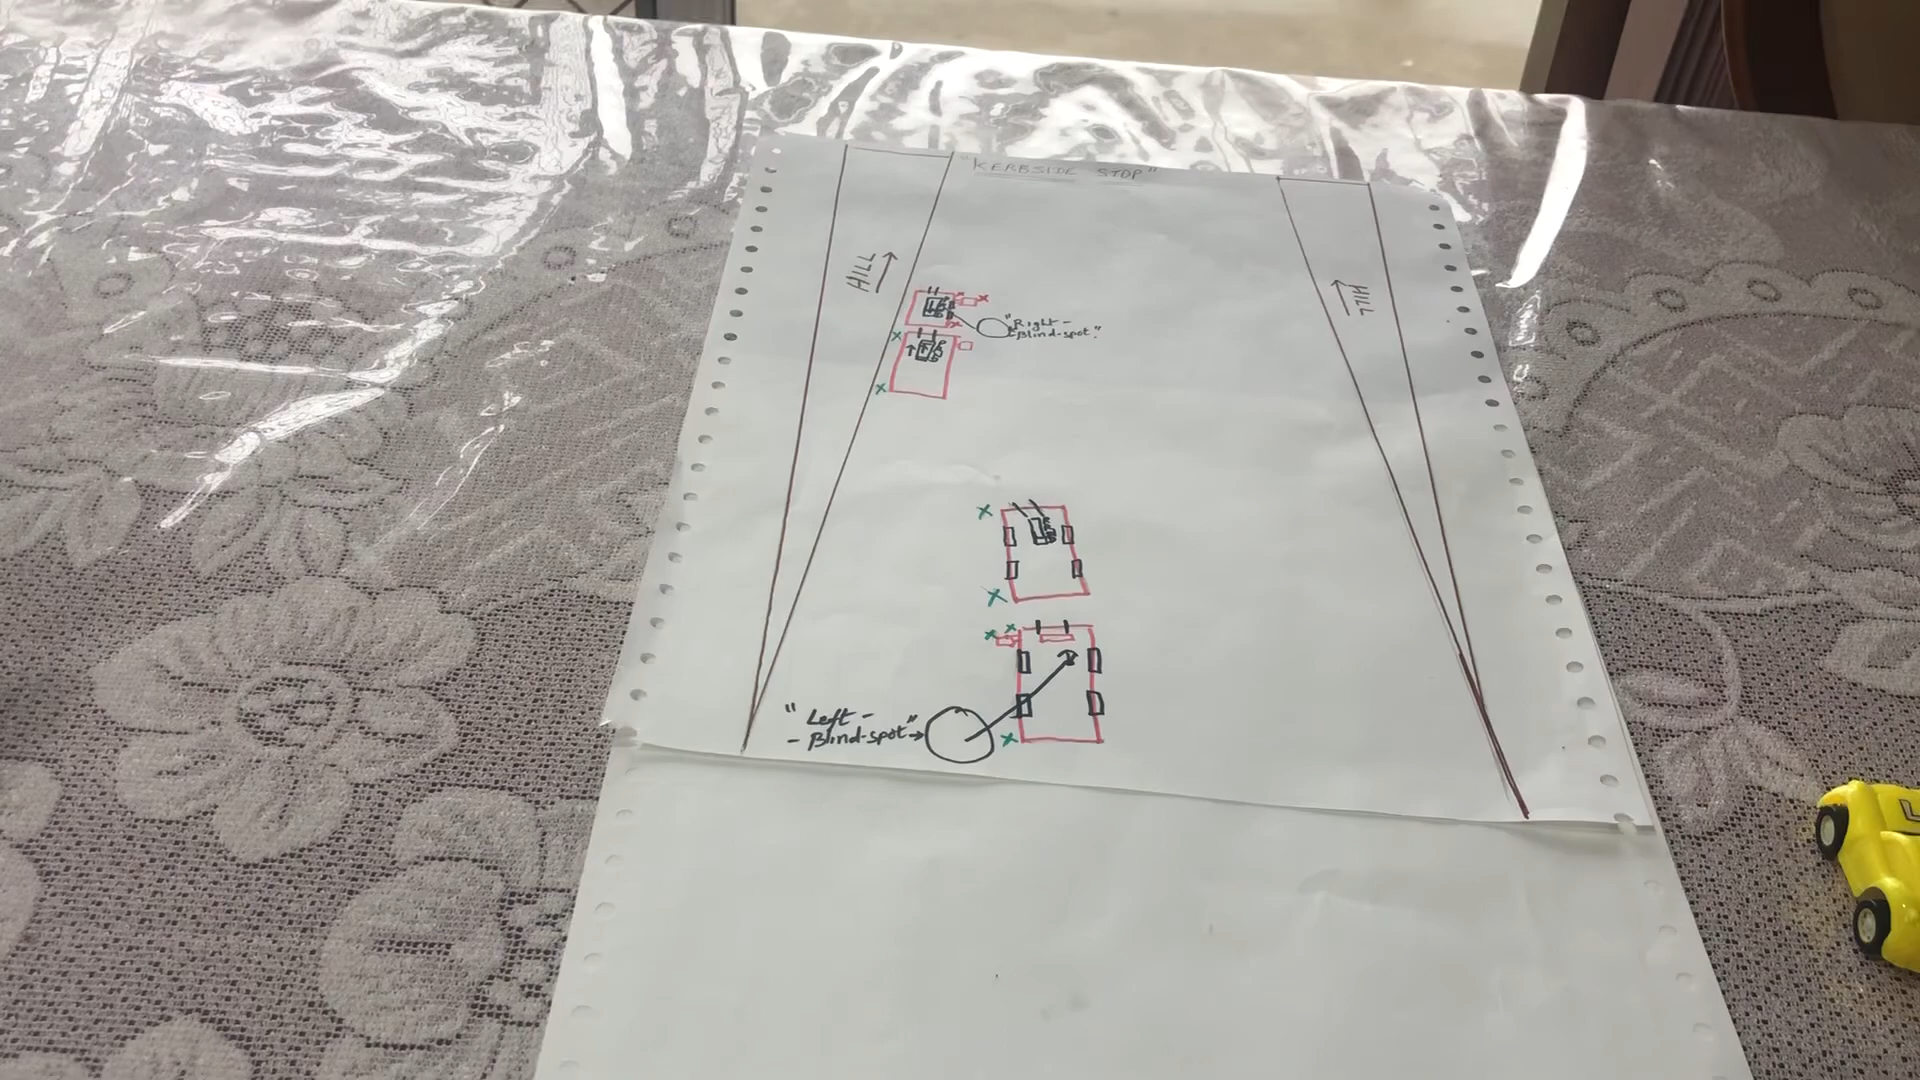 "KERBSIDE STOP"
HILL
HILL
"Right-
Blind-spot".
"Left-
-Blind-spot"